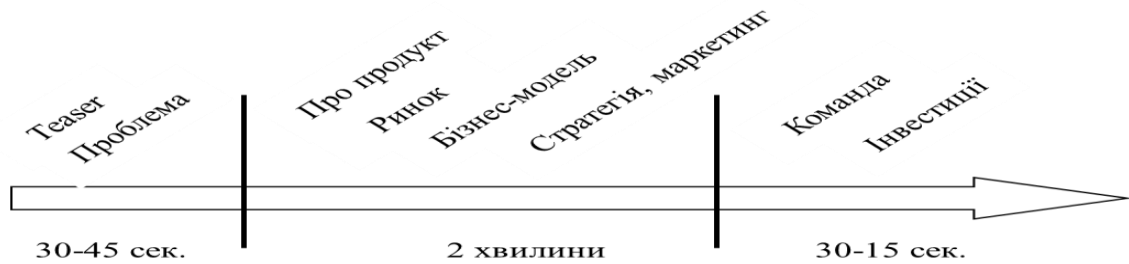 Teaser
Проблема
Про продукт
Ринок
Бізнес-модель
Стратегія, маркетинг
Команда
Інвестиції
30-45 сек.
2 хвилини
30-15 сек.